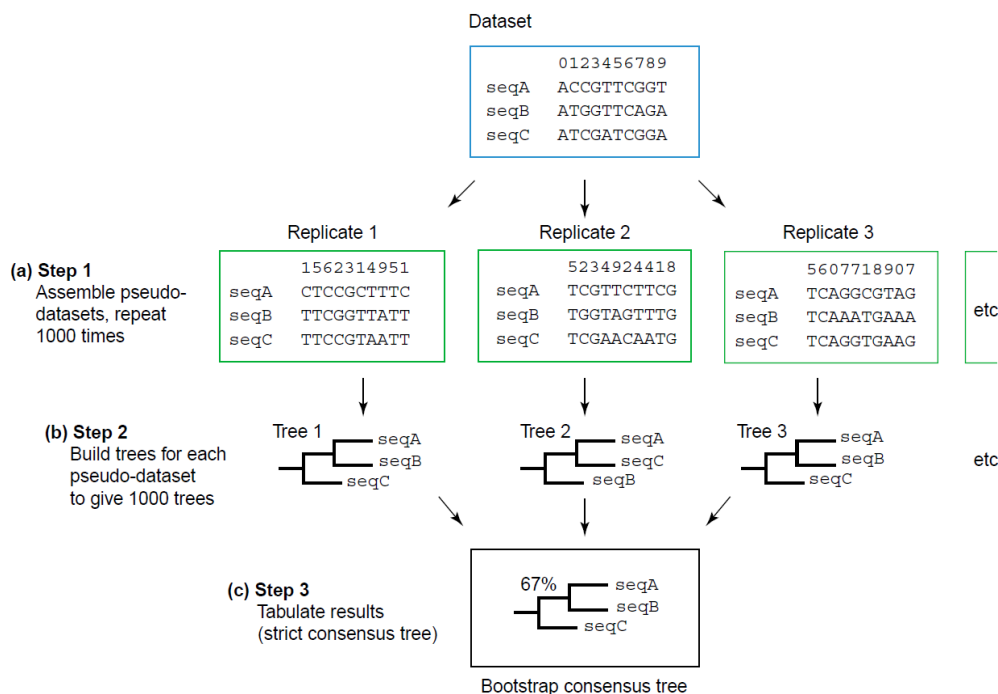 Dataset
0123456789
seqA ACCGTTCGGT
seqB ATGGTTCAGA
seqC ATCGATCGGA
Replicate 1
Replicate 2
Replicate 3
(a) Step 1
Assemble pseudo-
datasets, repeat
1000 times
1562314951
seqA CTCCGCTTTC
seqB TTCGGTTATT
seqC TTCCGTAATT
5234924418
seqA TCGTTCTTCG
seqB TGGTAGTTTG
seqC TCGAACAATG
5607718907
seqA TCAGGCGTAG
seqB TCAAATGAAA
seqC TCAGGTGAAG
etc
(b) Step 2
Build trees for each
pseudo-dataset
to give 1000 trees
Tree 1
seqA
seqB
seqC
Tree 2
seqA
seqC
seqB
Tree 3
seqA
seqB
seqC
etc
(c) Step 3
Tabulate results
(strict consensus tree)
67%
seqA
seqB
seqC
Bootstrap consensus tree